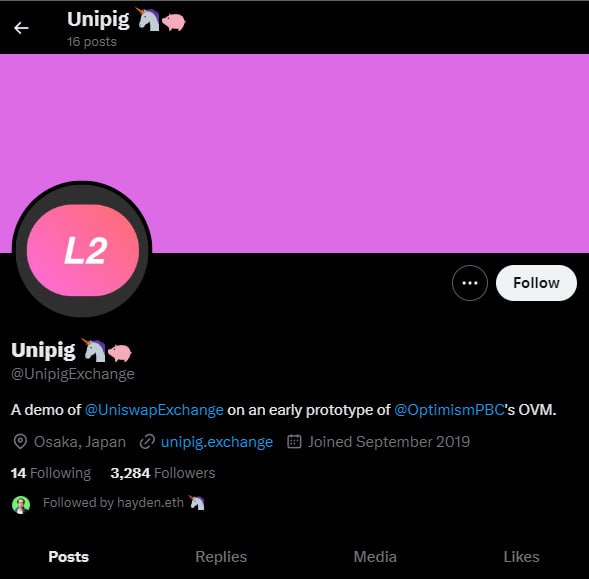 Unipig 🦄🐖
16 posts
L2
Follow
Unipig 🦄🐖
@UnipigExchange
A demo of @UniswapExchange on an early prototype of @OptimismPBC's OVM.
Osaka, Japan unipig.exchange Joined September 2019
14 Following 3,284 Followers
Followed by hayden.eth 🦄
Posts Replies Media Likes